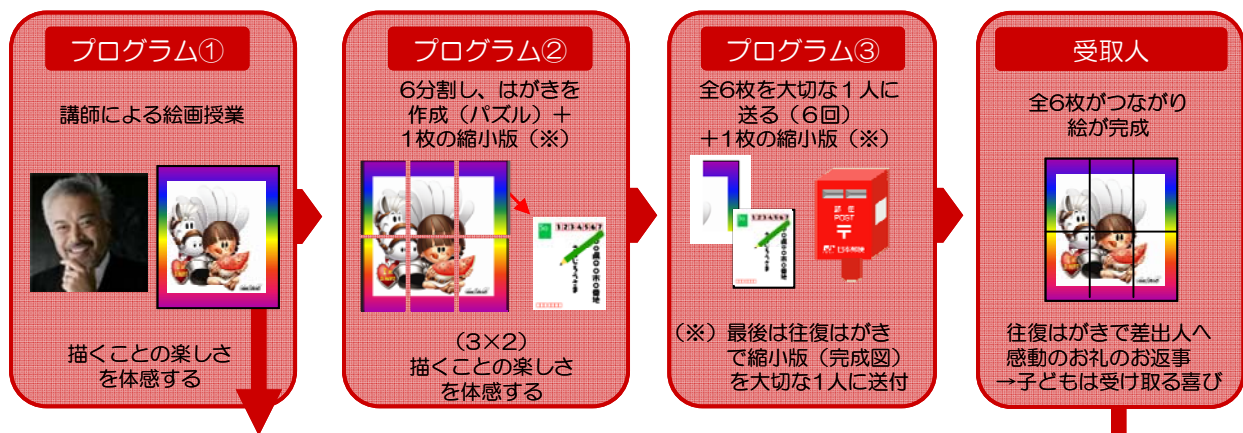 プログラム①
講師による絵画授業
描くことの楽しさ
を体感する
プログラム②
6分割し、はがきを
作成(パズル)+
1枚の縮小版(※)
1234567
(3×2)
描くことの楽しさ
を体感する
プログラム③
全6枚を大切な1人に
送る(6回)
+1枚の縮小版(※)
1234567
POST
〒
(※)最後は往復はがき
で縮小版(完成図)
を大切な1人に送付
受取人
全6枚がつながり
絵が完成
往復はがきで差出人へ
感動のお礼のお返事
→子どもは受け取る喜び